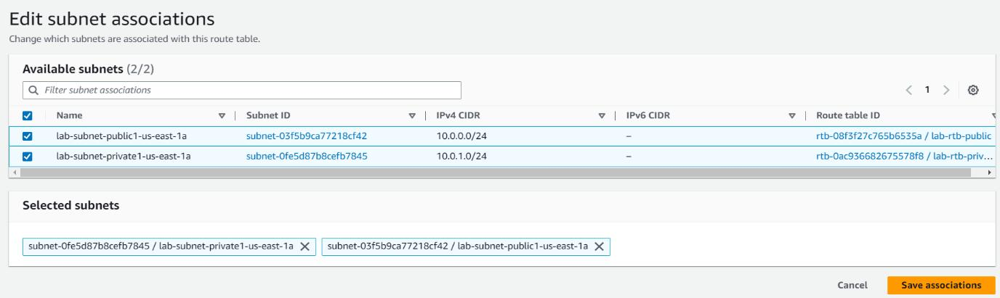 Edit subnet associations
Change which subnets are associated with this route table.
Available subnets (2/2)
Filter subnet associations
1
Name Subnet ID IPv4 CIDR IPv6 CIDR Route table ID
lab-subnet-public1-us-east-1a subnet-03f5b9ca77218cf42 10.0.0.0/24 – rtb-08f3f27c765b6535a / lab-rtb-public
lab-subnet-private1-us-east-1a subnet-0fe5d87b8cefb7845 10.0.1.0/24 – rtb-0ac936682675578f8 / lab-rtb-priv…
Selected subnets
subnet-0fe5d87b8cefb7845 / lab-subnet-private1-us-east-1a subnet-03f5b9ca77218cf42 / lab-subnet-public1-us-east-1a
Cancel Save associations